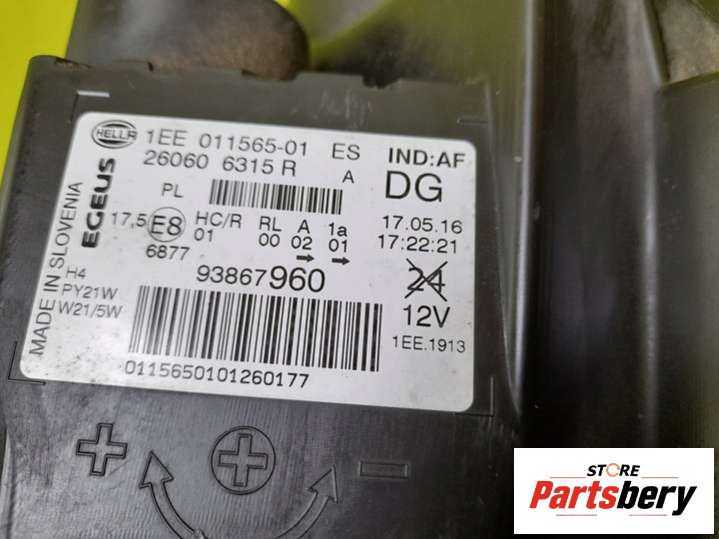 HELLA 1EE 011565-01 ES IND:AF
26060 6315 R A DG
EGEUS
MADE IN SLOVENIA
PL
17,5 E8 HC/R RL A 1a 17.05.16
01 00 02 01 17:22:21
6877
93867960 24
H4
PY21W
W21/5W
12V
1EE.1913
0115650101260177
+ + -
STORE
Partsbery